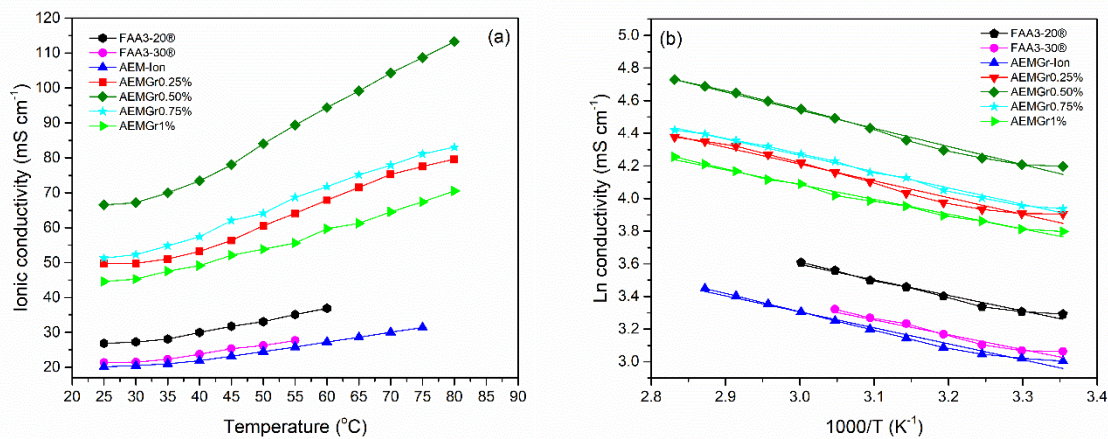 120
110
100
90
80
70
60
50
40
30
20
Ionic conductivity (mS cm⁻¹)
(a)
FAA3-20®
FAA3-30®
AEM-Ion
AEMGr0.25%
AEMGr0.50%
AEMGr0.75%
AEMGr1%
20 25 30 35 40 45 50 55 60 65 70 75 80 85 90
Temperature (°C)
5.0
4.8
4.6
4.4
4.2
4.0
3.8
3.6
3.4
3.2
3.0
Ln conductivity (mS cm⁻¹)
(b)
FAA3-20®
FAA3-30®
AEMGr-Ion
AEMGr0.25%
AEMGr0.50%
AEMGr0.75%
AEMGr1%
2.8 2.9 3.0 3.1 3.2 3.3 3.4
1000/T (K⁻¹)